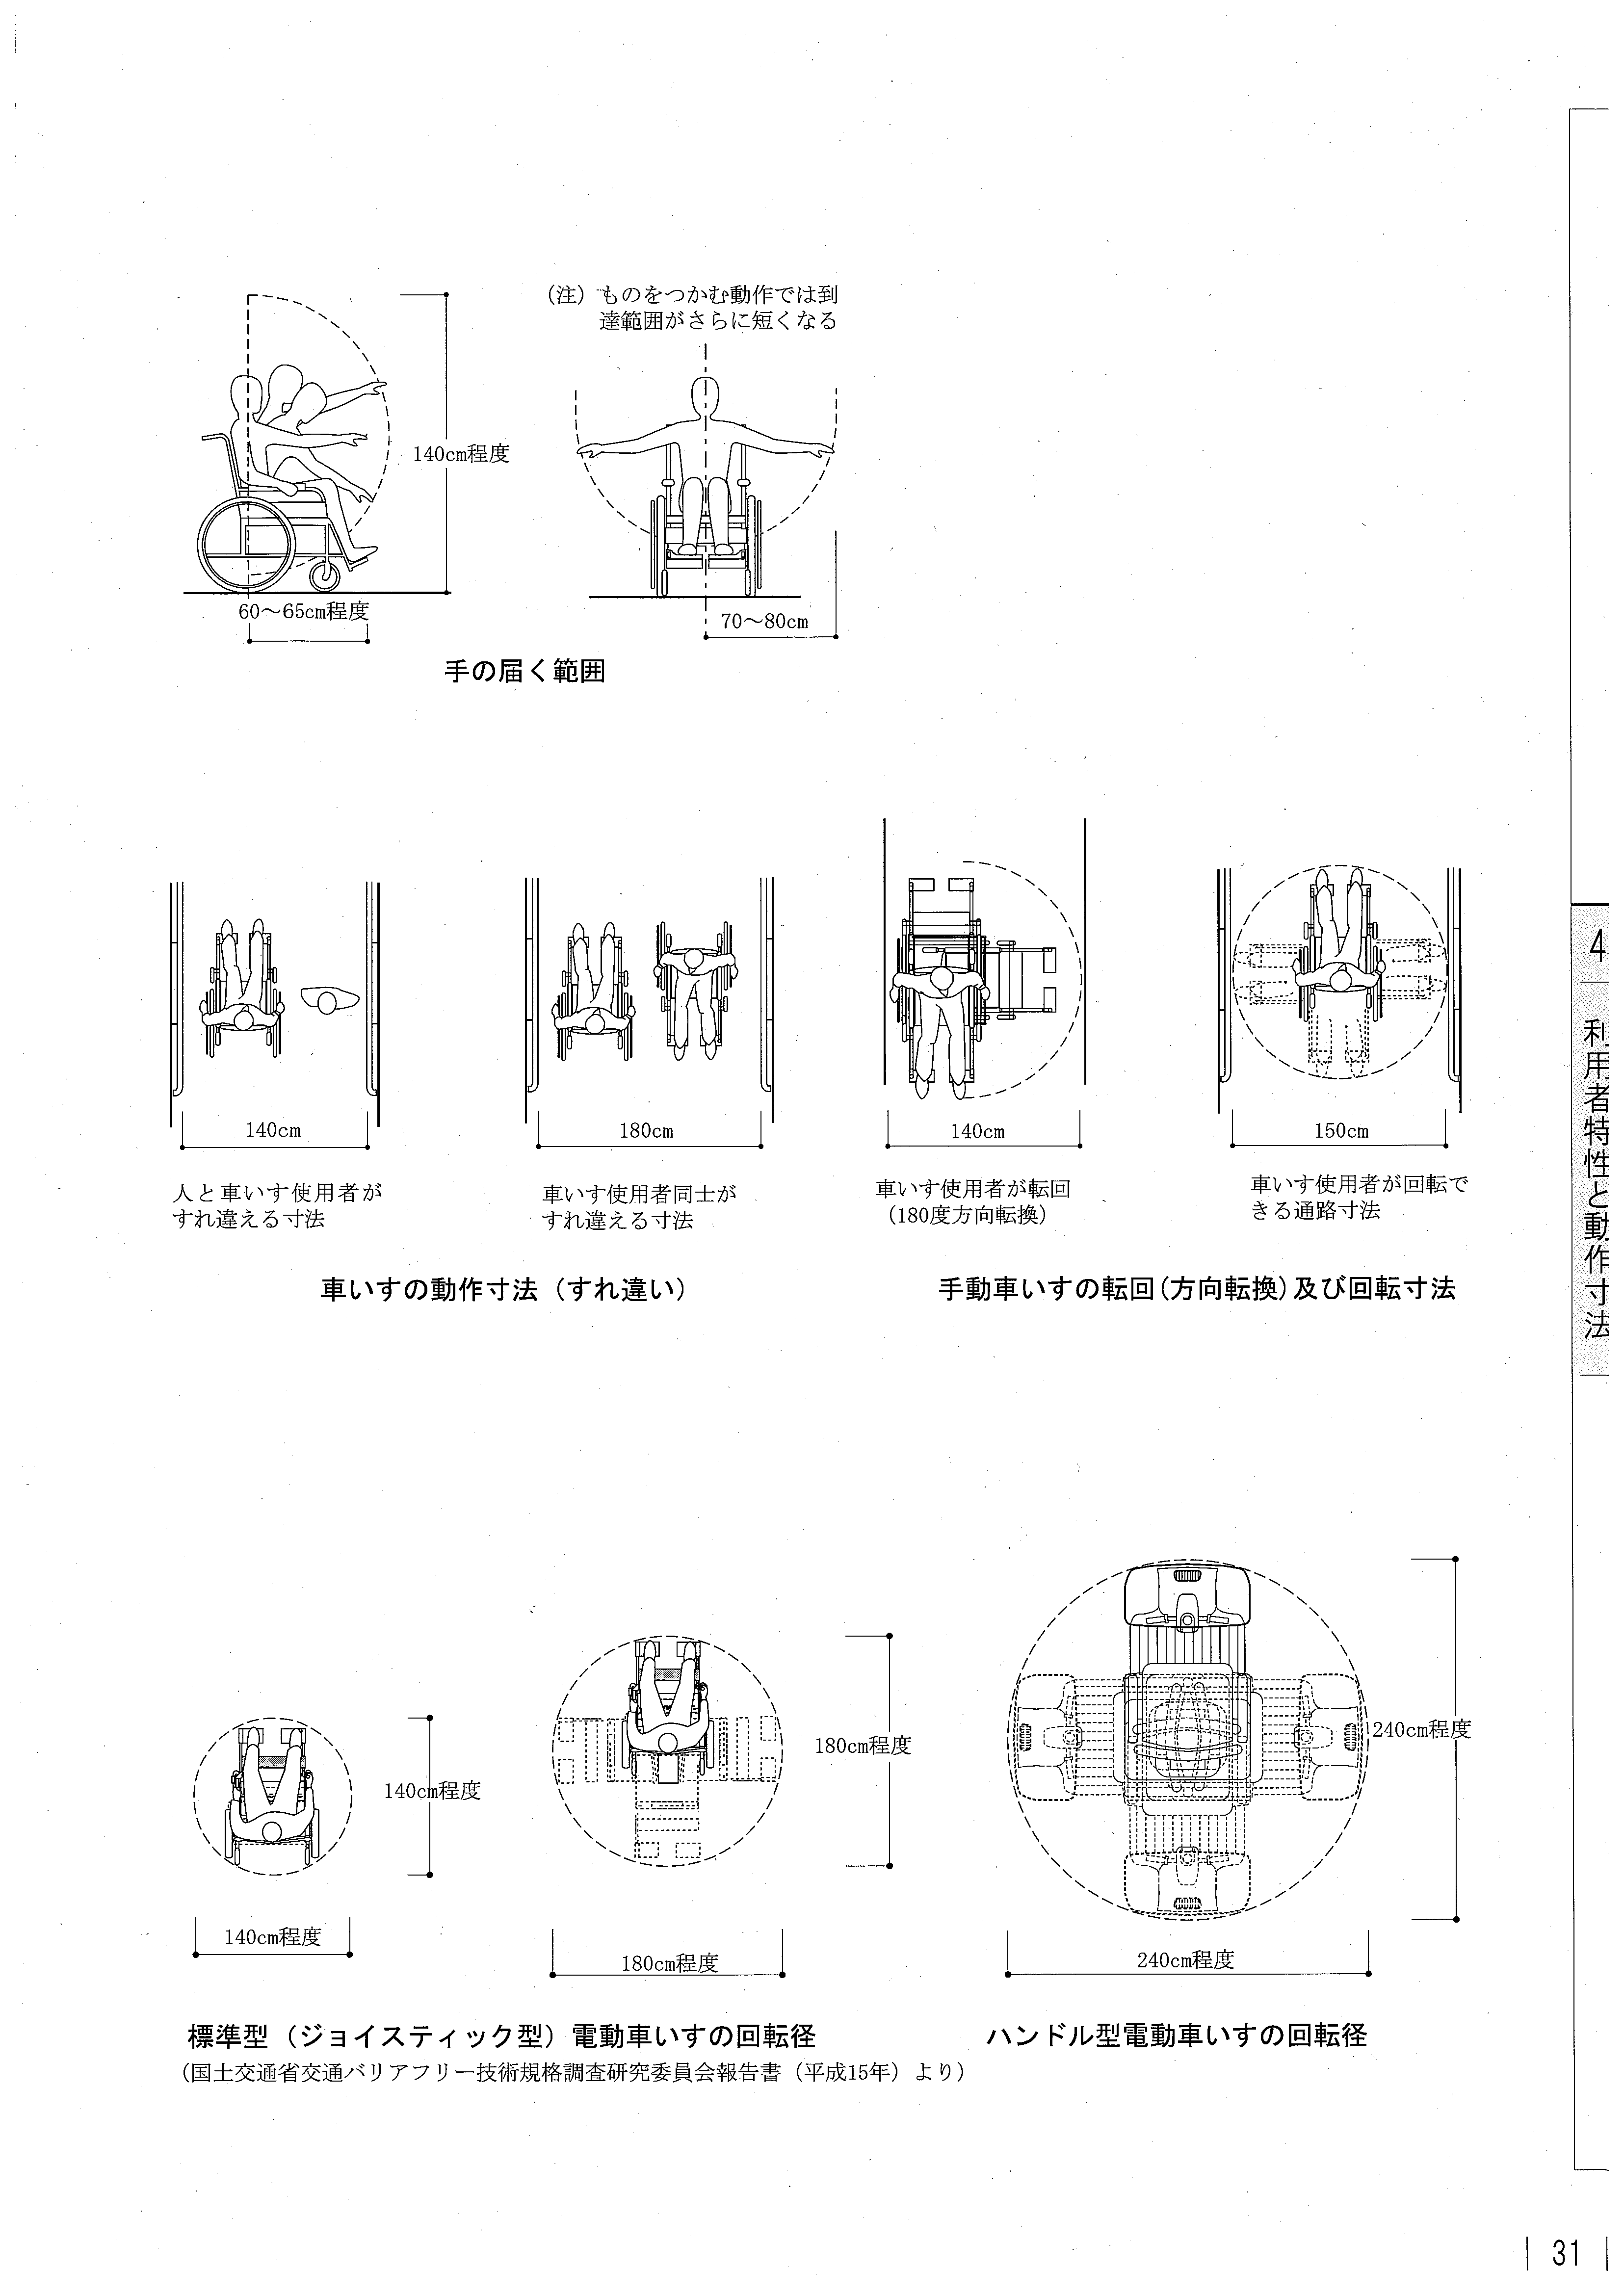 (注) ものをつかむ動作では到
達範囲がさらに短くなる
140cm程度
60～65cm程度
70～80cm
手の届く範囲
140cm
人と車いす使用者が
すれ違える寸法
180cm
車いす使用者同士が
すれ違える寸法
140cm
車いす使用者が転回
(180度方向転換)
150cm
車いす使用者が回転で
きる通路寸法
車いすの動作寸法（すれ違い）
手動車いすの転回(方向転換)及び回転寸法
140cm程度
140cm程度
180cm程度
180cm程度
240cm程度
240cm程度
標準型（ジョイスティック型）電動車いすの回転径
(国土交通省交通バリアフリー技術規格調査研究委員会報告書（平成15年）より)
ハンドル型電動車いすの回転径
4
利用者特性と動作寸法
31